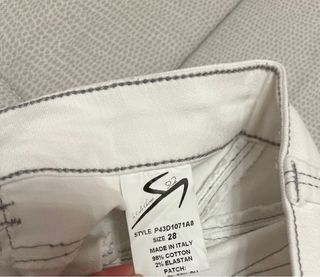 STYLE P43D1071A8
SIZE 28
MADE IN ITALY
98% COTTON
2% ELASTAN
PATCH: